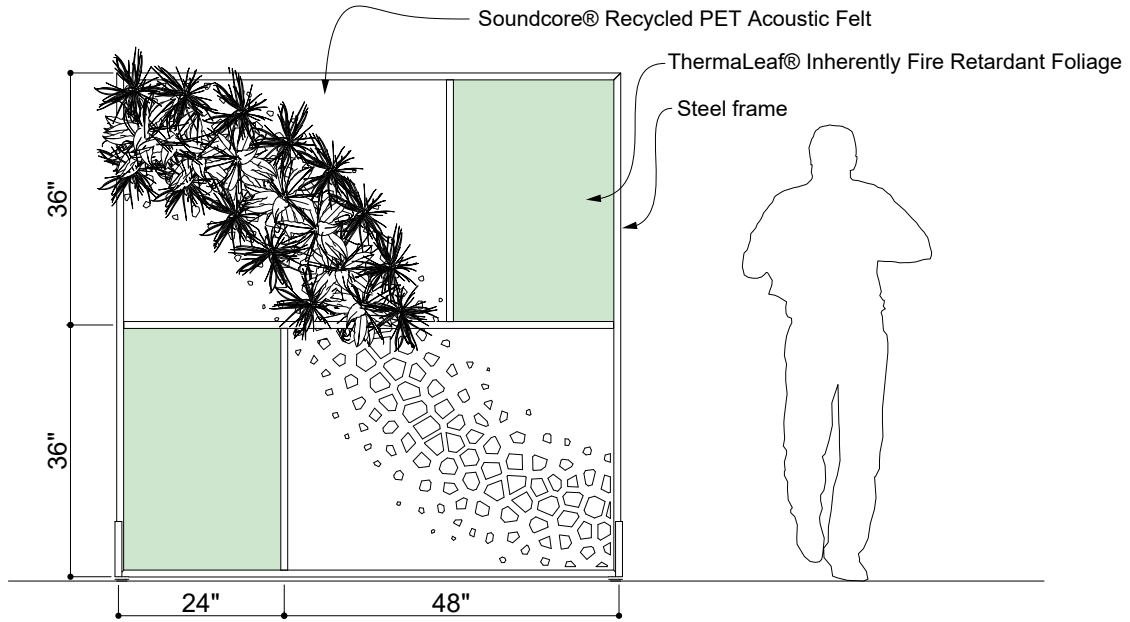 Soundcore® Recycled PET Acoustic Felt
ThermaLeaf® Inherently Fire Retardant Foliage
Steel frame
36"
36"
24"
48"